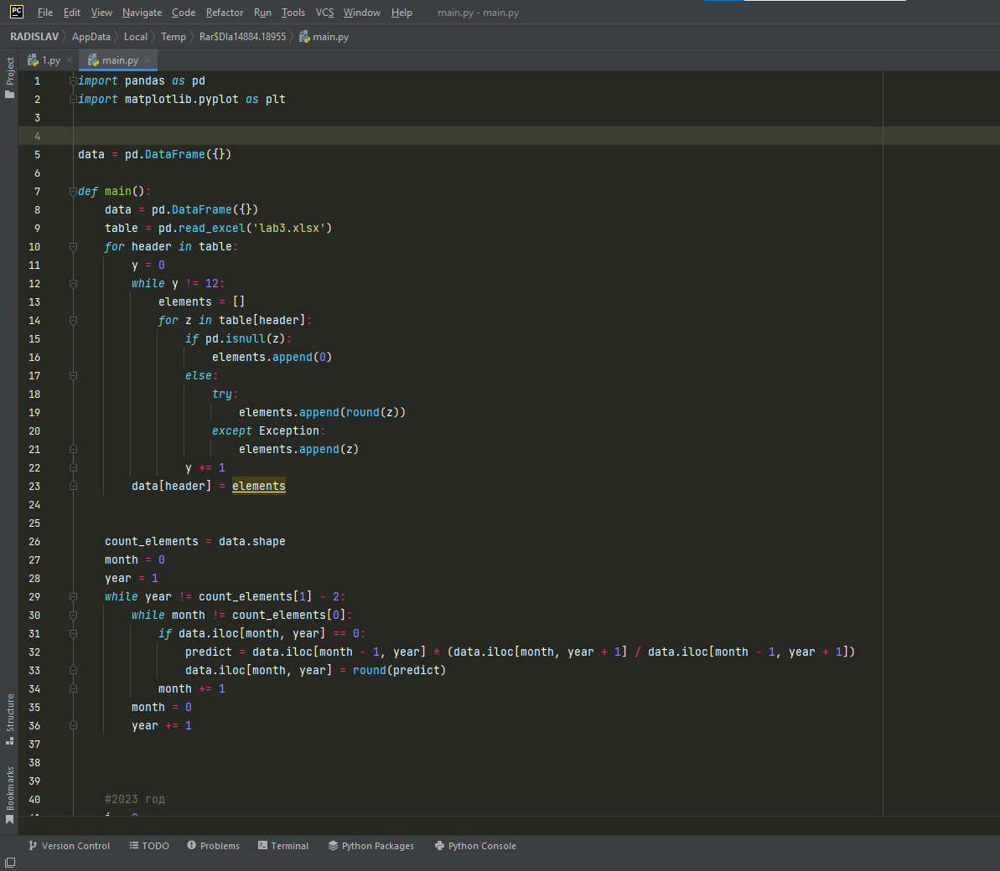 PC File Edit View Navigate Code Refactor Run Tools VCS Window Help main.py - main.py
RADISLAV AppData Local Temp Rar$DIa14884.18955 main.py
1.py main.py
Project
1 import pandas as pd
2 import matplotlib.pyplot as plt
3
4
5 data = pd.DataFrame({})
6
7 def main():
8     data = pd.DataFrame({})
9     table = pd.read_excel('lab3.xlsx')
10     for header in table:
11         y = 0
12         while y != 12:
13             elements = []
14             for z in table[header]:
15                 if pd.isnull(z):
16                     elements.append(0)
17                 else:
18                     try:
19                         elements.append(round(z))
20                     except Exception:
21                         elements.append(z)
22                 y += 1
23         data[header] = elements
24
25
26     count_elements = data.shape
27     month = 0
28     year = 1
29     while year != count_elements[1] - 2:
30         while month != count_elements[0]:
31             if data.iloc[month, year] == 0:
32                 predict = data.iloc[month - 1, year] * (data.iloc[month, year + 1] / data.iloc[month - 1, year + 1])
33                 data.iloc[month, year] = round(predict)
34             month += 1
35         month = 0
36         year += 1
37
38
39
40     #2023 год
Structure
Bookmarks
Version Control TODO Problems Terminal Python Packages Python Console